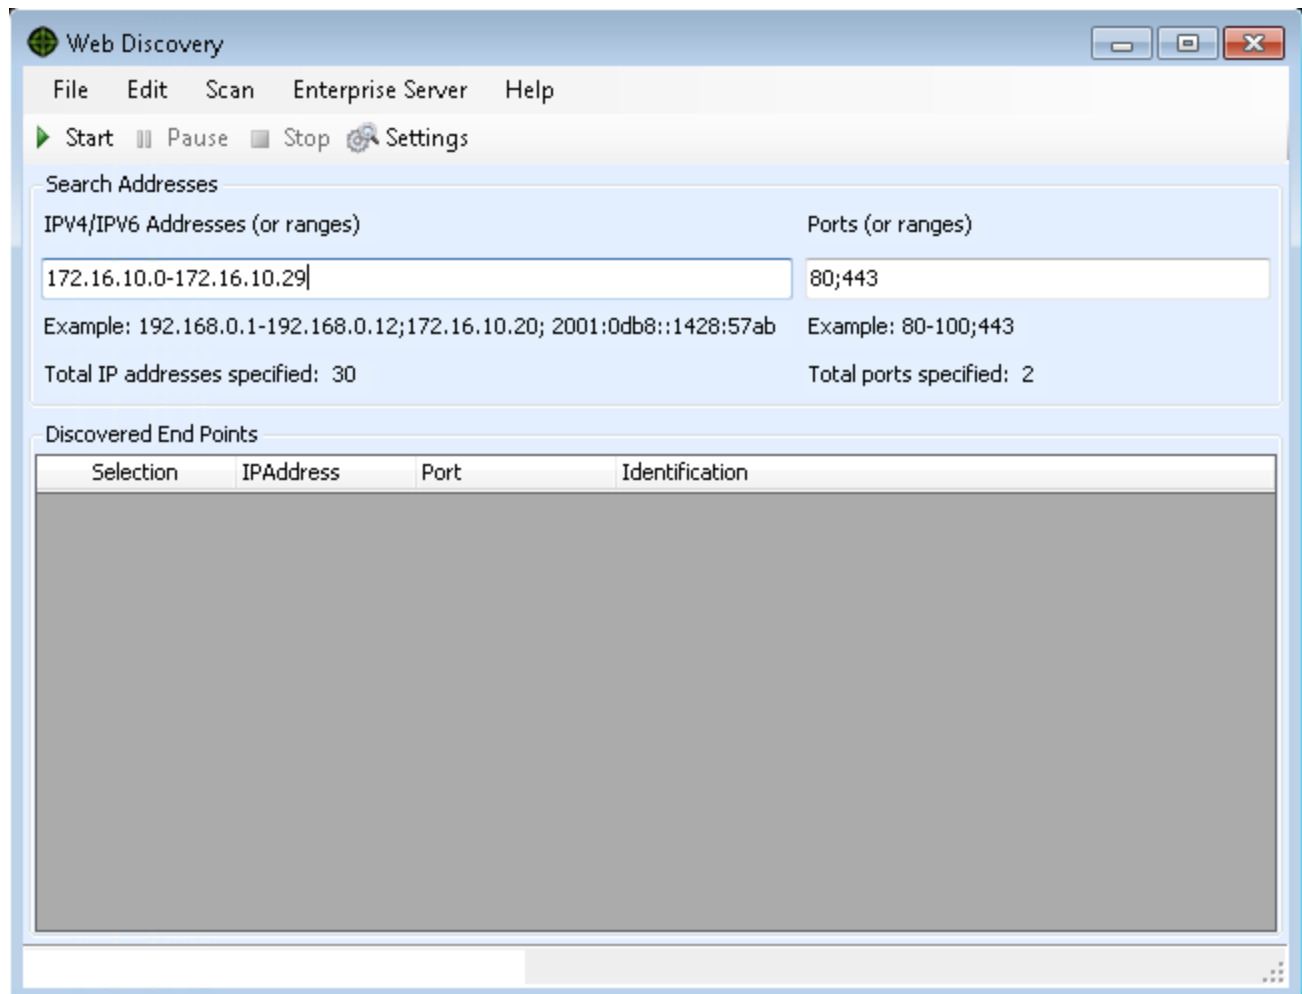 Web Discovery
File Edit Scan Enterprise Server Help
Start Pause Stop Settings
Search Addresses
IPV4/IPV6 Addresses (or ranges) Ports (or ranges)
172.16.10.0-172.16.10.29 80;443
Example: 192.168.0.1-192.168.0.12;172.16.10.20; 2001:0db8::1428:57ab Example: 80-100;443
Total IP addresses specified: 30 Total ports specified: 2
Discovered End Points
Selection IPAddress Port Identification